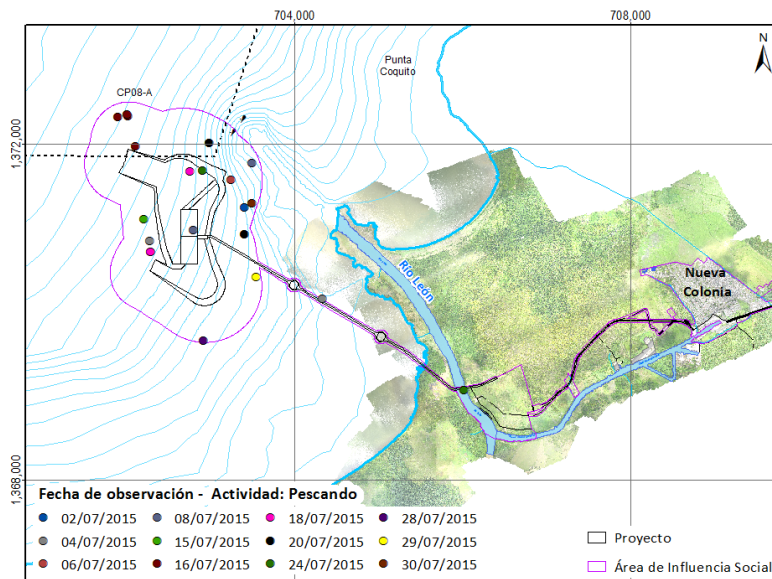 704,000
708,000
N
Punta
Coquito
CP08-A
1,372,000
Río León
Nueva
Colonia
1,368,000
Fecha de observación - Actividad: Pescando
02/07/2015 08/07/2015 18/07/2015 28/07/2015
04/07/2015 15/07/2015 20/07/2015 29/07/2015
06/07/2015 16/07/2015 24/07/2015 30/07/2015
Proyecto
Área de Influencia Social